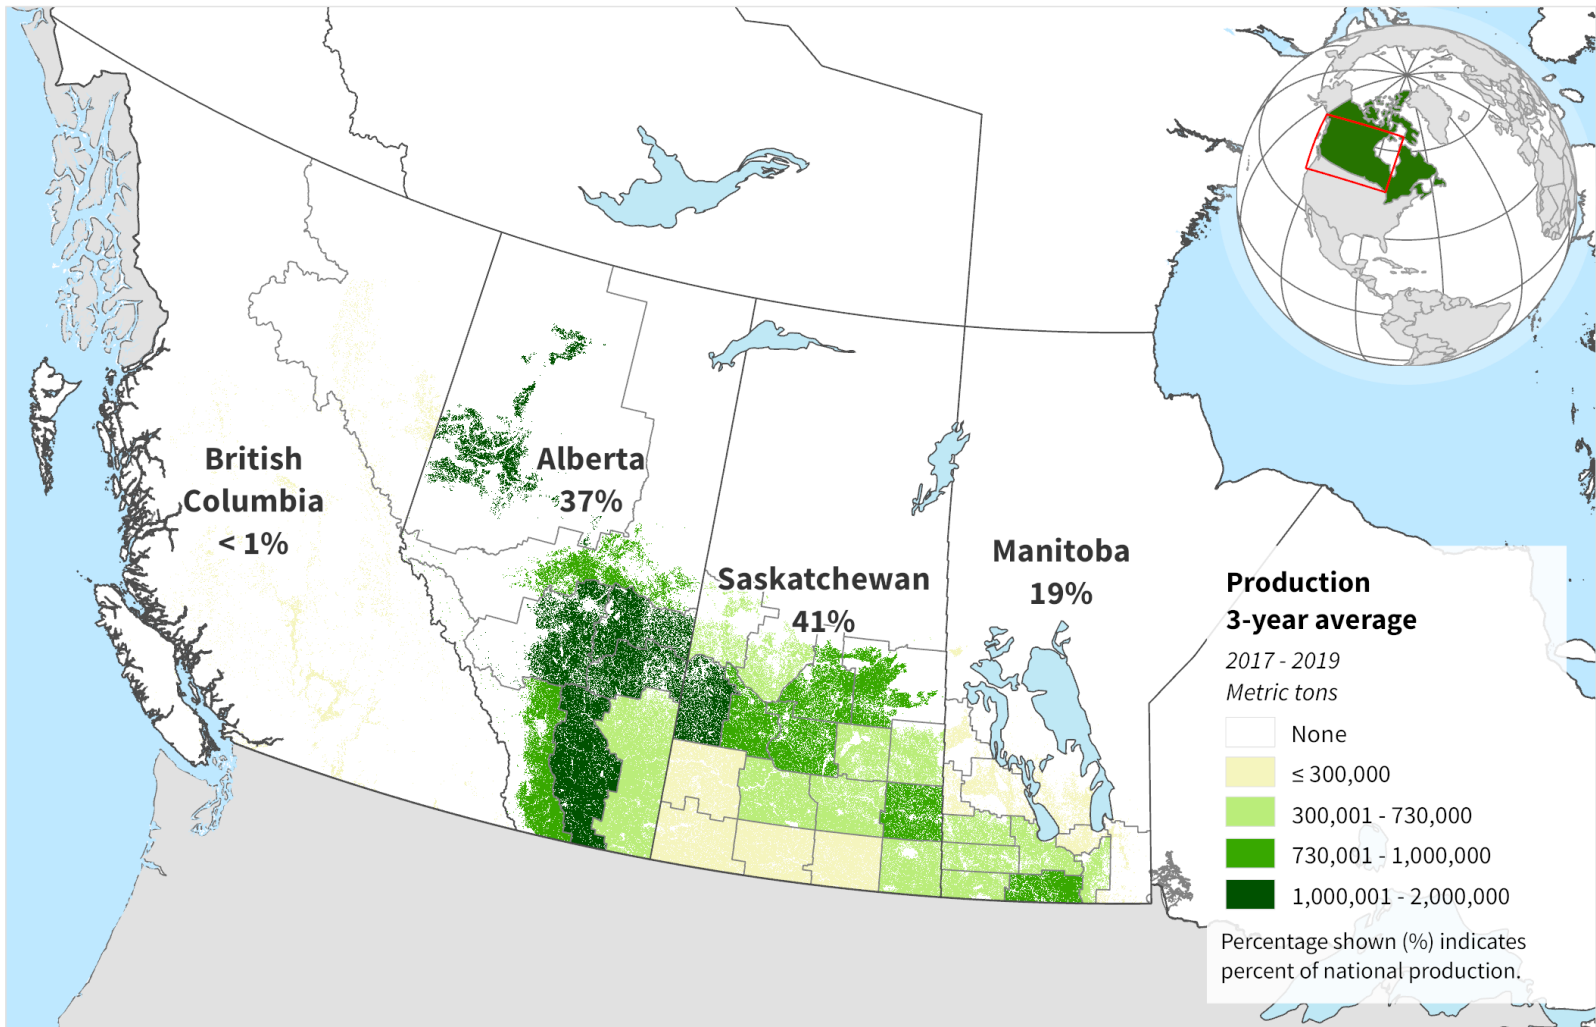 British
Columbia
< 1%
Alberta
37%
Saskatchewan
41%
Manitoba
19%
Production
3-year average
2017 - 2019
Metric tons
None
≤ 300,000
300,001 - 730,000
730,001 - 1,000,000
1,000,001 - 2,000,000
Percentage shown (%) indicates
percent of national production.